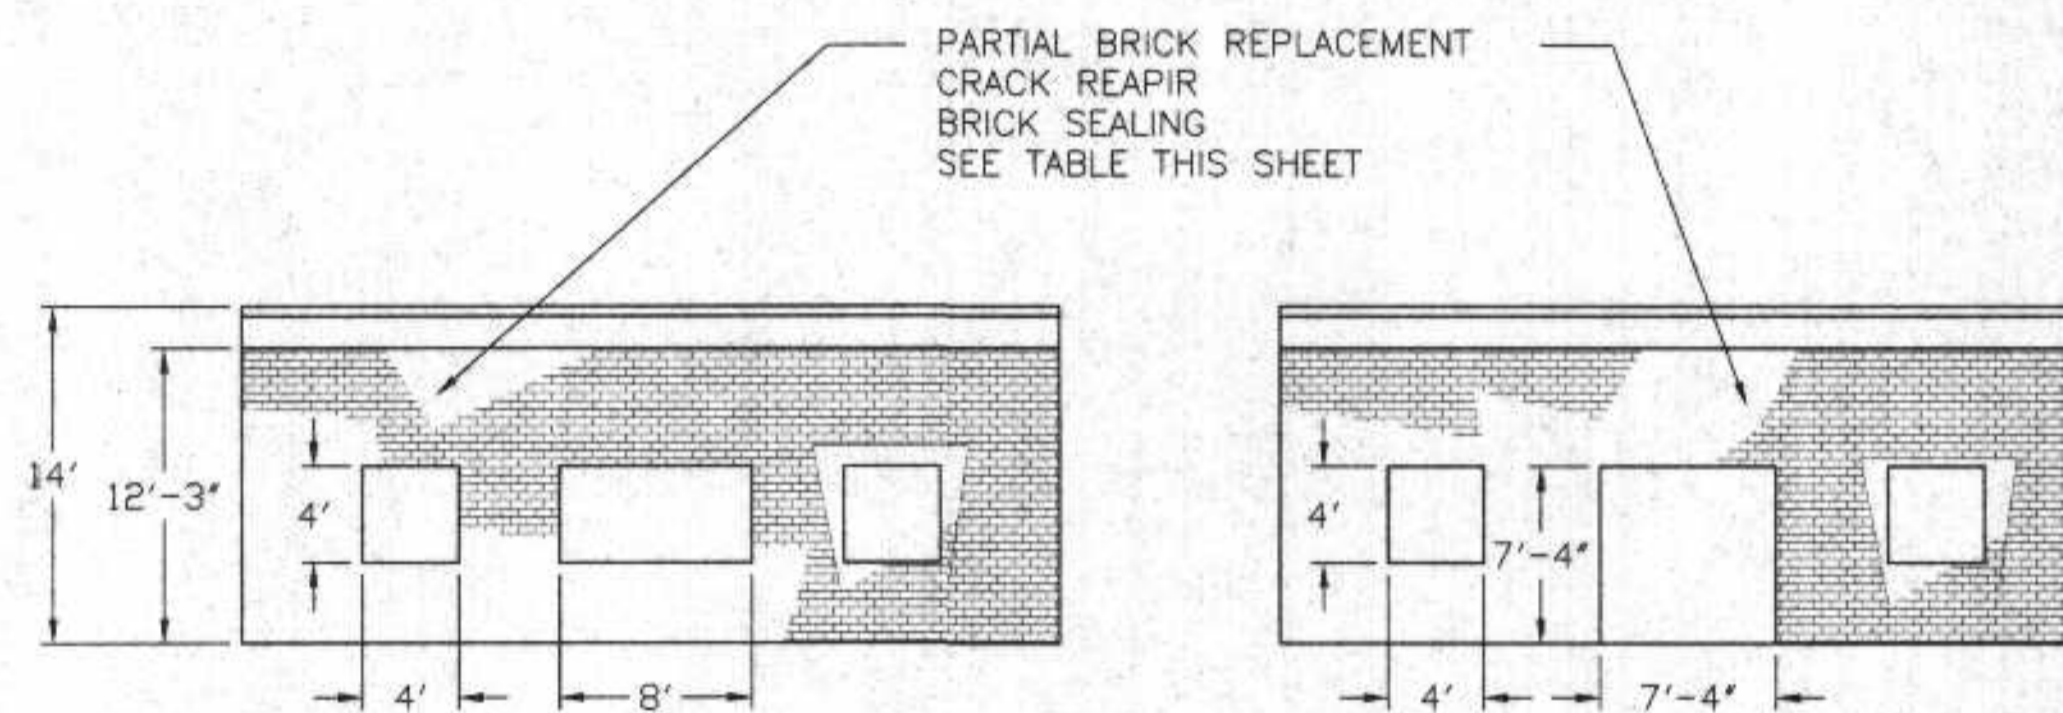 PARTIAL BRICK REPLACEMENT
CRACK REAPIR
BRICK SEALING
SEE TABLE THIS SHEET
14'
12'-3"
4'
4'
8'
4'
7'-4"
4'
7'-4"